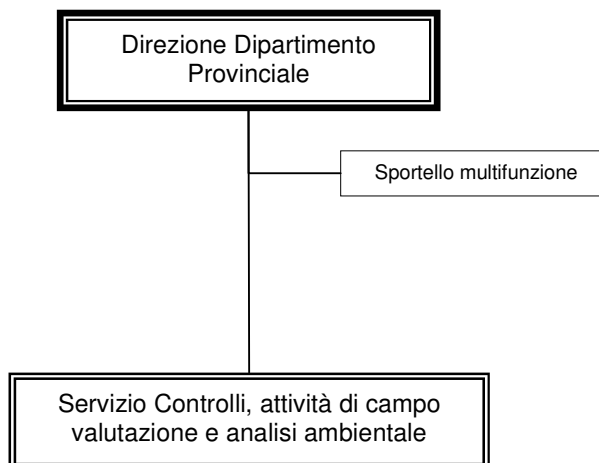 Direzione Dipartimento
Provinciale
Sportello multifunzione
Servizio Controlli, attività di campo
valutazione e analisi ambientale